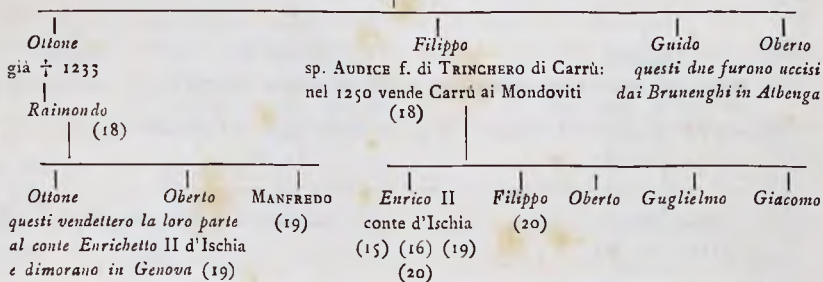 Ottone Filippo Guido Oberto
già ☩ 1235 sp. AUDICE f. di TRINCHERO di Carrù: questi due furono uccisi
nel 1250 vende Carrù ai Mondoviti dai Brunenghi in Albenga
Raimondo (18)
(18)
Ottone Oberto MANFREDO Enrico II Filippo Oberto Guglielmo Giacomo
questi vendettero la loro parte (19) conte d'Ischia (20)
al conte Enrichetto II d'Ischia (15) (16) (19)
e dimorano in Genova (19) (20)